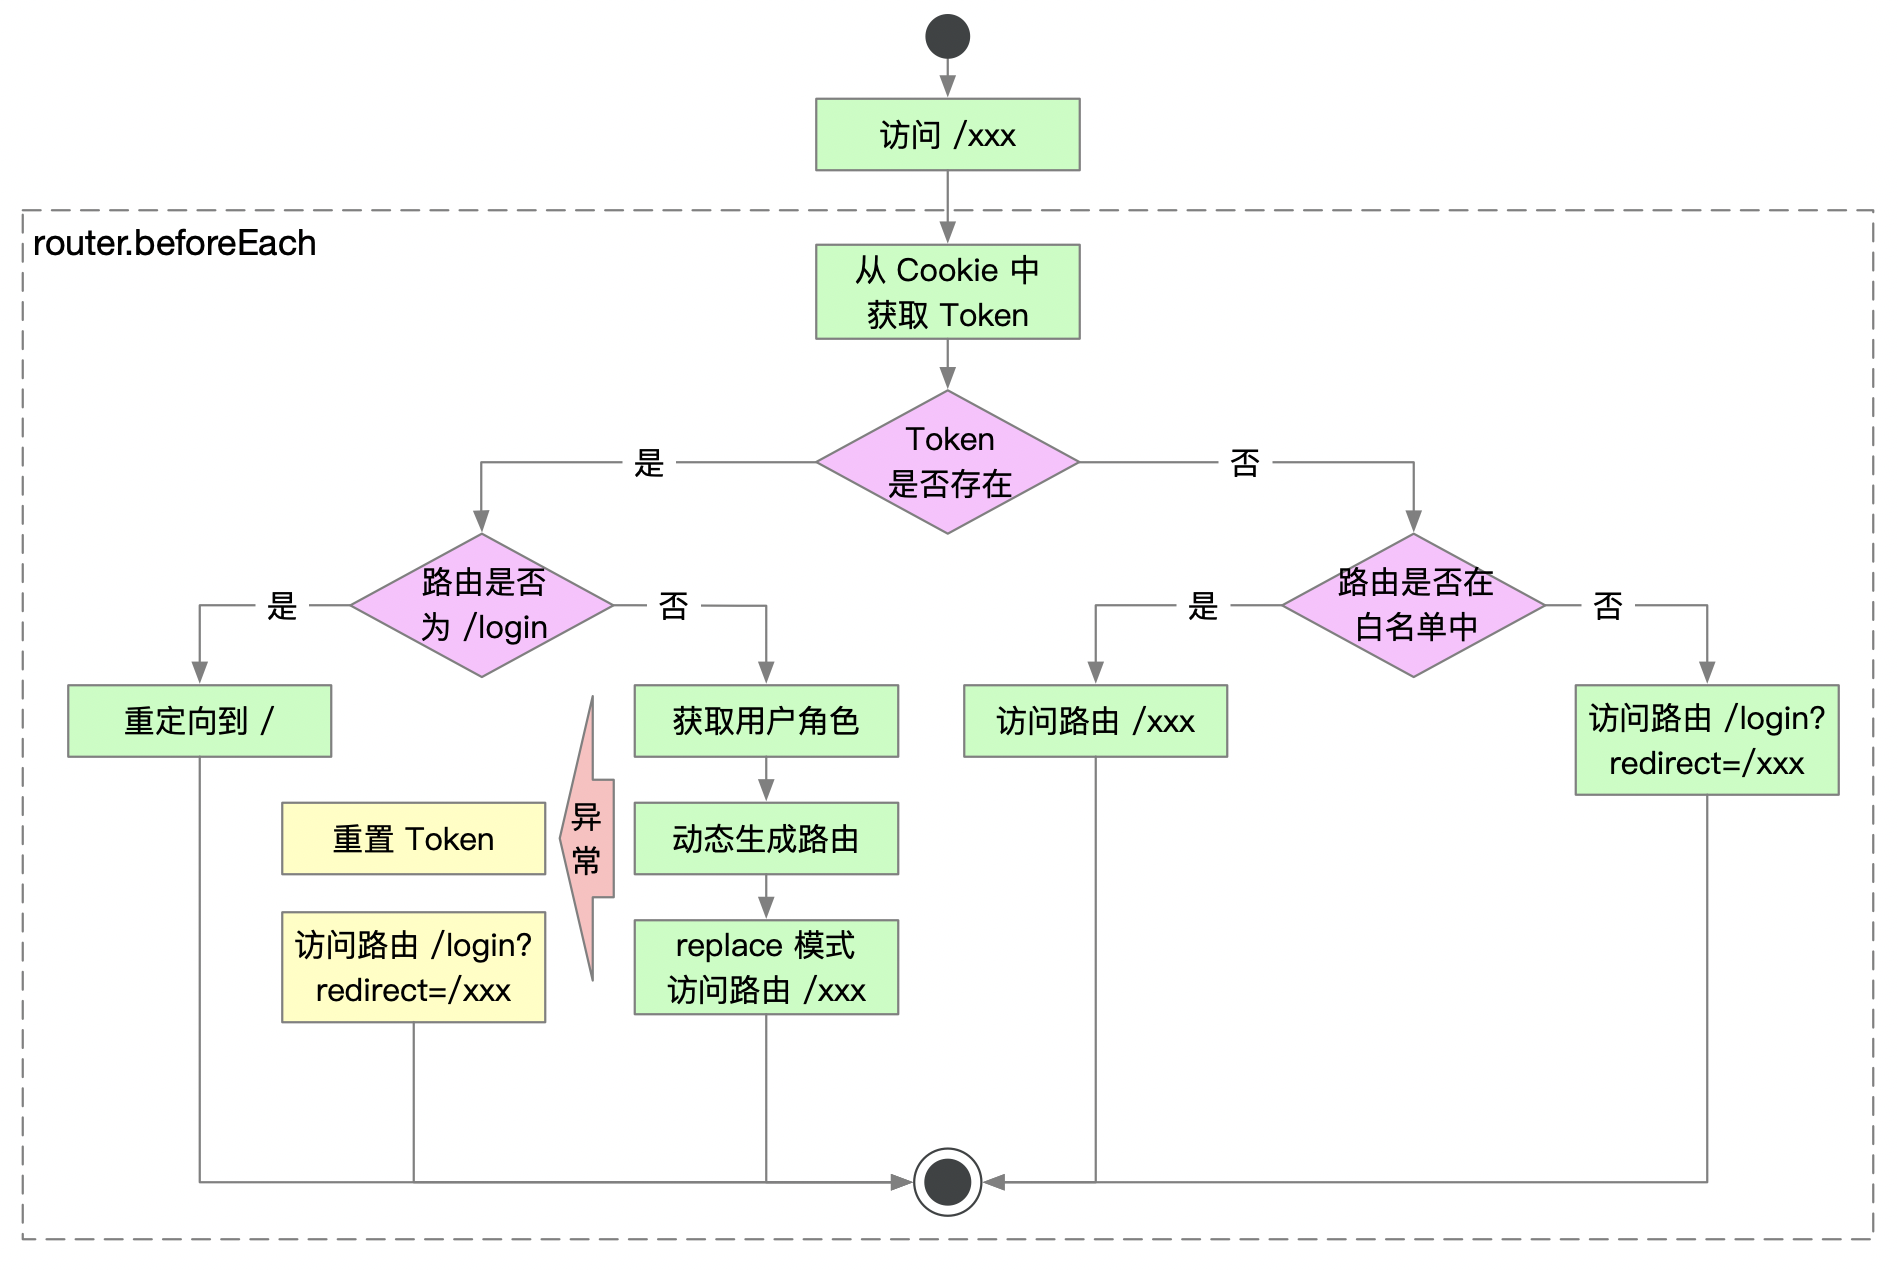 访问 /xxx
router.beforeEach
从 Cookie 中
获取 Token
Token
是否存在
是
否
路由是否
为 /login
路由是否在
白名单中
是
否
是
否
重定向到 /
获取用户角色
访问路由 /xxx
访问路由 /login?
redirect=/xxx
重置 Token
异
常
动态生成路由
访问路由 /login?
redirect=/xxx
replace 模式
访问路由 /xxx